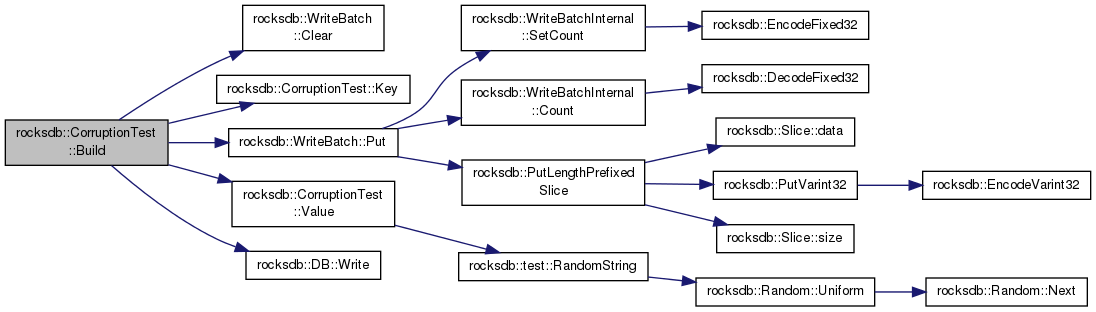 rocksdb::CorruptionTest
::Build
rocksdb::WriteBatch
::Clear
rocksdb::CorruptionTest::Key
rocksdb::WriteBatch::Put
rocksdb::CorruptionTest
::Value
rocksdb::DB::Write
rocksdb::WriteBatchInternal
::SetCount
rocksdb::WriteBatchInternal
::Count
rocksdb::PutLengthPrefixed
Slice
rocksdb::test::RandomString
rocksdb::EncodeFixed32
rocksdb::DecodeFixed32
rocksdb::Slice::data
rocksdb::PutVarint32
rocksdb::Slice::size
rocksdb::Random::Uniform
rocksdb::EncodeVarint32
rocksdb::Random::Next